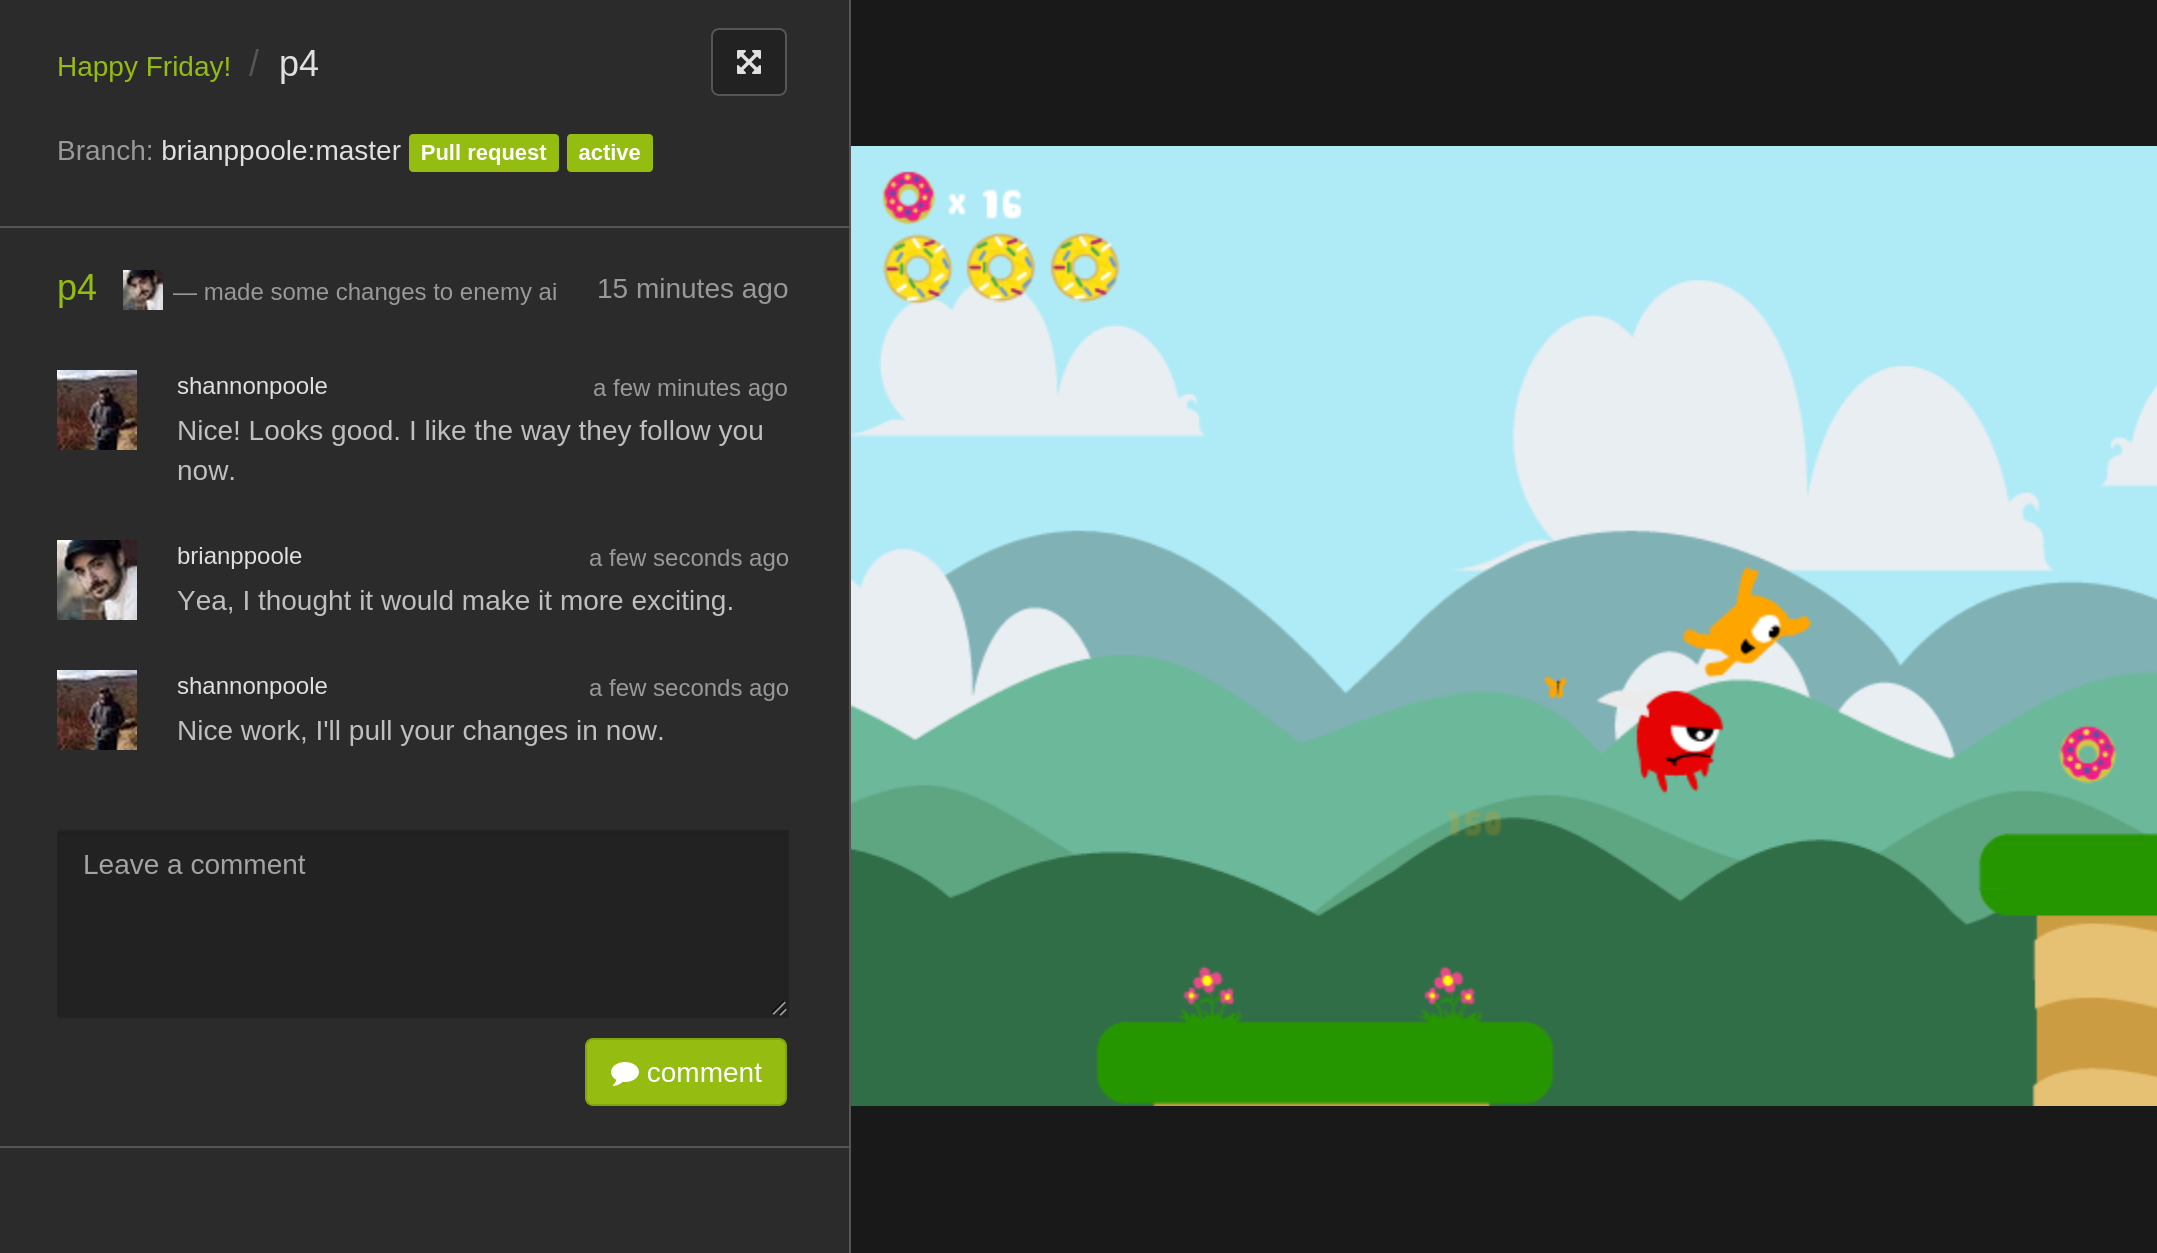 Happy Friday! / p4
Branch: brianppoole:master Pull request active
p4 — made some changes to enemy ai 15 minutes ago
shannonpoole a few minutes ago
Nice! Looks good. I like the way they follow you
now.
brianppoole a few seconds ago
Yea, I thought it would make it more exciting.
shannonpoole a few seconds ago
Nice work, I'll pull your changes in now.
Leave a comment
comment
x 16
150